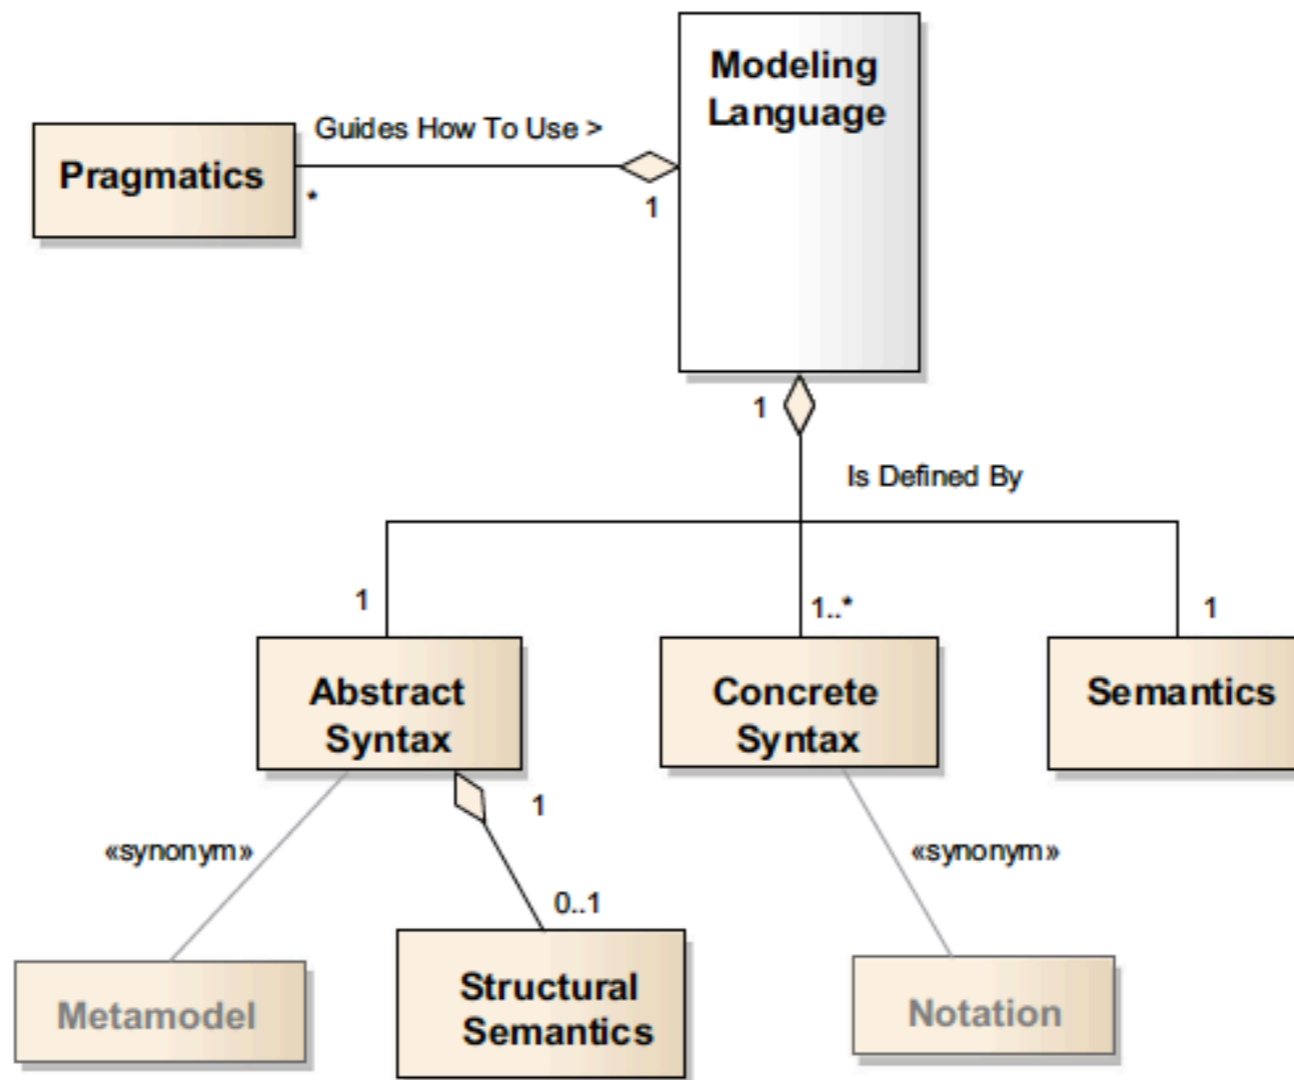 Modeling
Language
Guides How To Use >
Pragmatics
*
1
1
Is Defined By
1
1..*
1
Abstract
Syntax
Concrete
Syntax
Semantics
1
«synonym»
«synonym»
0..1
Structural
Semantics
Metamodel
Notation